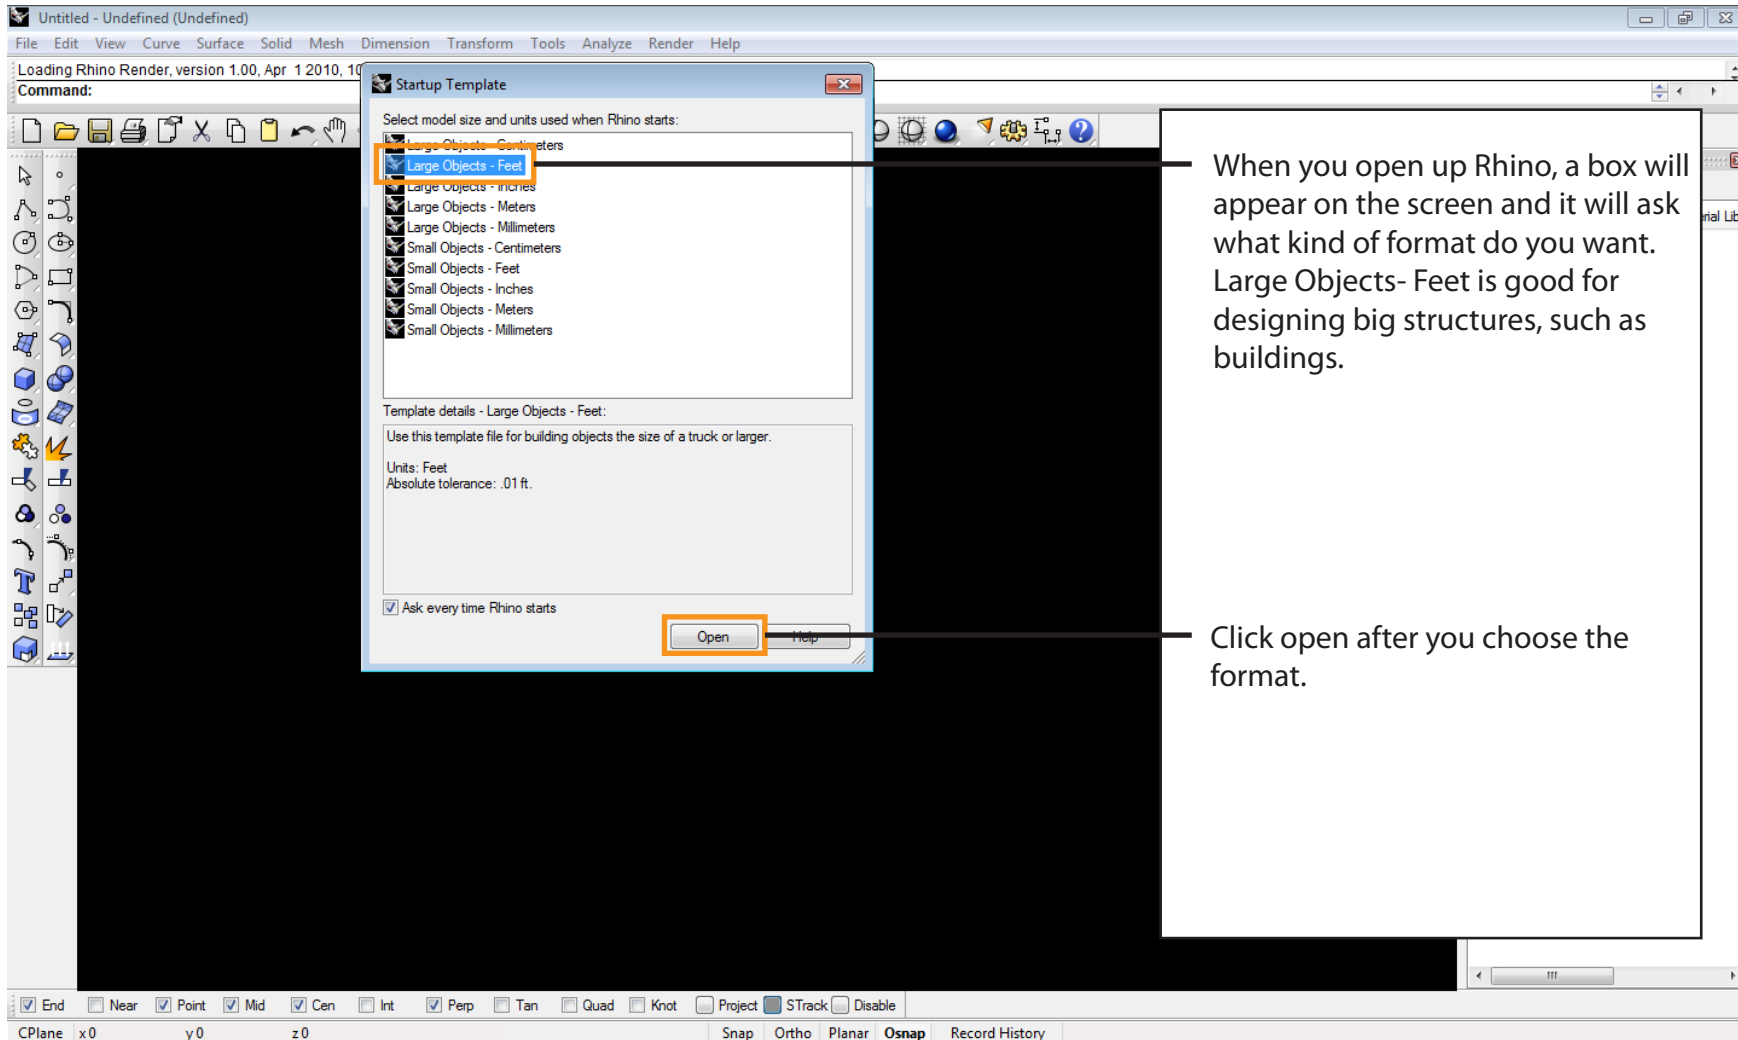 Untitled - Undefined (Undefined)
File Edit View Curve Surface Solid Mesh Dimension Transform Tools Analyze Render Help
Loading Rhino Render, version 1.00, Apr 1 2010, 10
Command:
Startup Template
Select model size and units used when Rhino starts:
Large Objects - Centimeters
Large Objects - Feet
Large Objects - Inches
Large Objects - Meters
Large Objects - Millimeters
Small Objects - Centimeters
Small Objects - Feet
Small Objects - Inches
Small Objects - Meters
Small Objects - Millimeters
Template details - Large Objects - Feet:
Use this template file for building objects the size of a truck or larger.
Units: Feet
Absolute tolerance: .01 ft.
Ask every time Rhino starts
Open Help
When you open up Rhino, a box will
appear on the screen and it will ask
what kind of format do you want.
Large Objects- Feet is good for
designing big structures, such as
buildings.
Click open after you choose the
format.
End Near Point Mid Cen Int Perp Tan Quad Knot Project STrack Disable
CPlane x 0 y 0 z 0 Snap Ortho Planar Osnap Record History